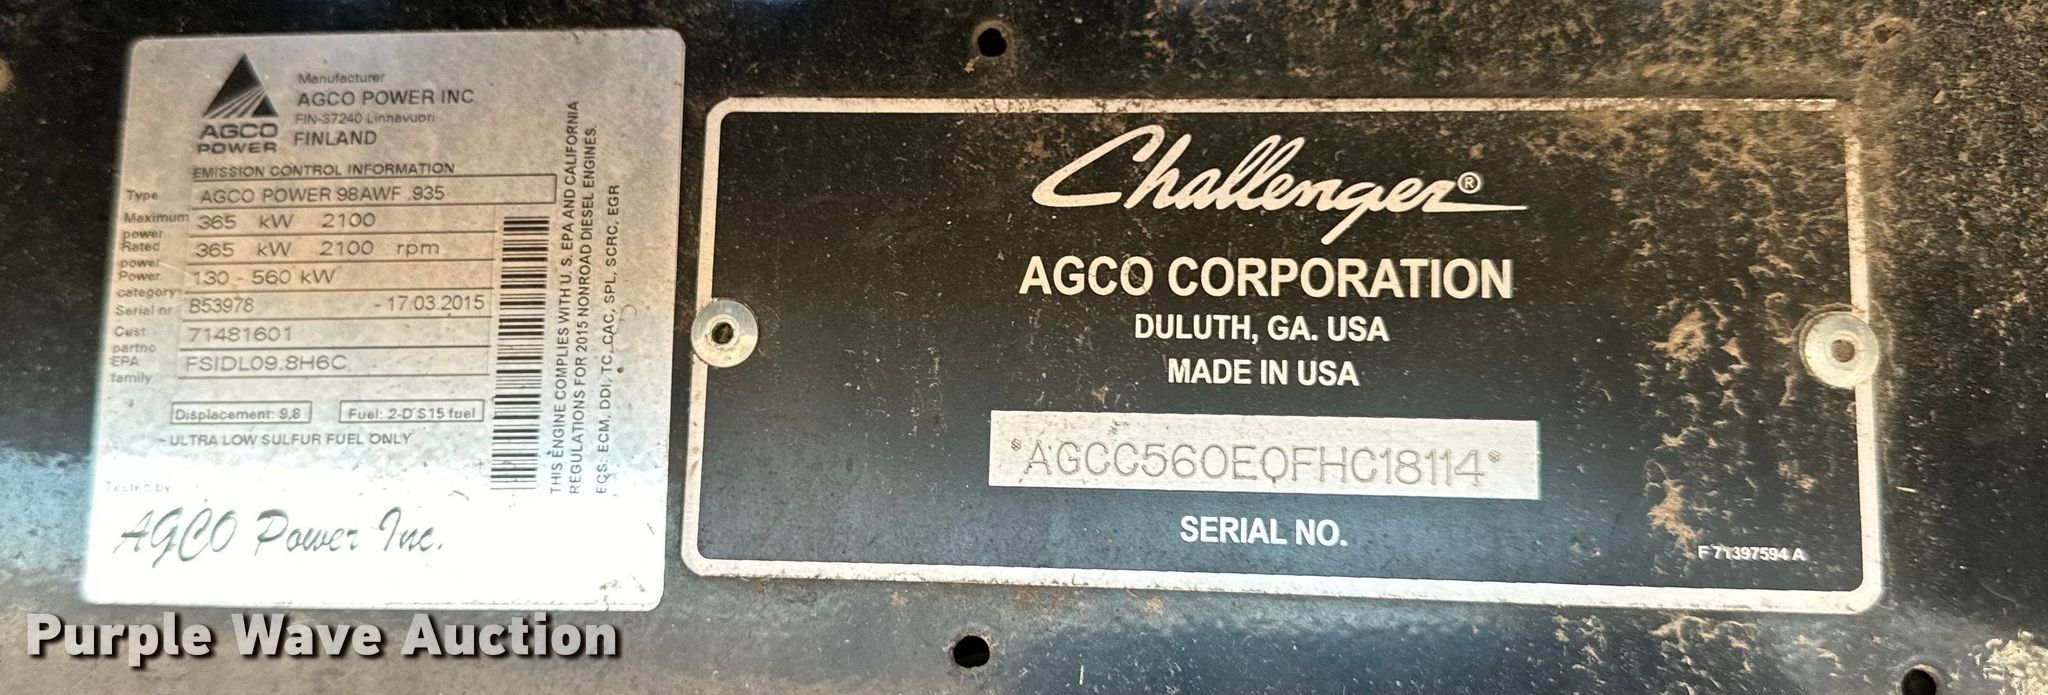 AGCO
POWER
Manufacturer
AGCO POWER INC
FIN-37240 Linnavuori
FINLAND
EMISSION CONTROL INFORMATION
Type AGCO POWER 98AWF .935
Maximum power 365 kW 2100
Rated power 365 kW 2100 rpm
Power category 130 - 560 kW
Serial nr B53978 - 17.03.2015
Cust partno 71481601
EPA family FSIDL09.8H6C
Displacement: 9,8 Fuel: 2-D S15 fuel
- ULTRA LOW SULFUR FUEL ONLY
Tested by
AGCO Power Inc.
THIS ENGINE COMPLIES WITH U. S. EPA AND CALIFORNIA
REGULATIONS FOR 2015 NONROAD DIESEL ENGINES.
ECS: ECM, DDI, TC, CAC, SPL, SCRC, EGR
Challenger®
AGCO CORPORATION
DULUTH, GA. USA
MADE IN USA
*AGCC560EQFHC18114*
SERIAL NO.
F 71397594 A
Purple Wave Auction